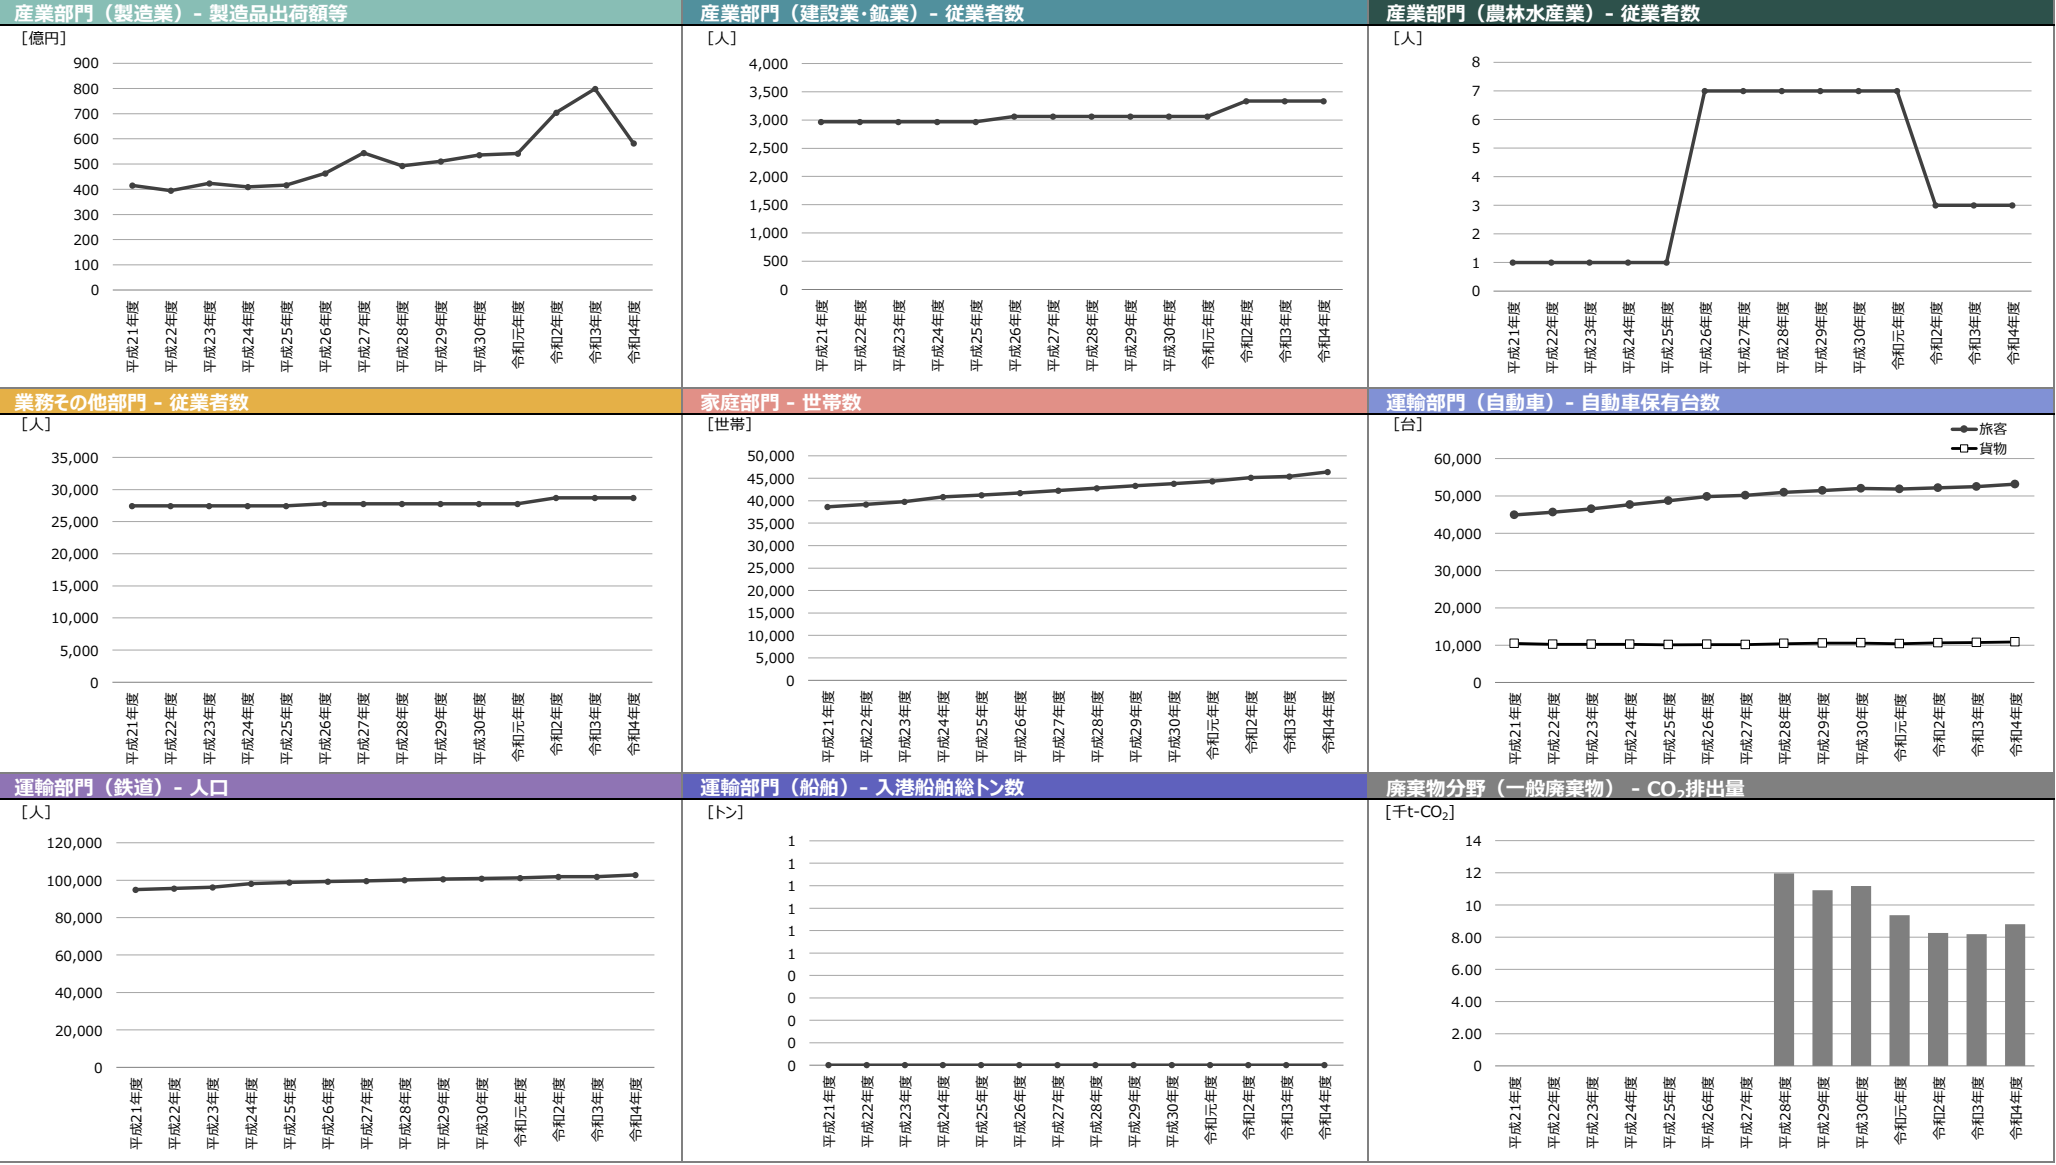 産業部門（製造業）- 製造品出荷額等
[億円]
900
800
700
600
500
400
300
200
100
0
平成21年度
平成22年度
平成23年度
平成24年度
平成25年度
平成26年度
平成27年度
平成28年度
平成29年度
平成30年度
令和元年度
令和2年度
令和3年度
令和4年度
産業部門（建設業･鉱業）- 従業者数
[人]
4,000
3,500
3,000
2,500
2,000
1,500
1,000
500
0
平成21年度
平成22年度
平成23年度
平成24年度
平成25年度
平成26年度
平成27年度
平成28年度
平成29年度
平成30年度
令和元年度
令和2年度
令和3年度
令和4年度
産業部門（農林水産業）- 従業者数
[人]
8
7
6
5
4
3
2
1
0
平成21年度
平成22年度
平成23年度
平成24年度
平成25年度
平成26年度
平成27年度
平成28年度
平成29年度
平成30年度
令和元年度
令和2年度
令和3年度
令和4年度
業務その他部門 - 従業者数
[人]
35,000
30,000
25,000
20,000
15,000
10,000
5,000
0
平成21年度
平成22年度
平成23年度
平成24年度
平成25年度
平成26年度
平成27年度
平成28年度
平成29年度
平成30年度
令和元年度
令和2年度
令和3年度
令和4年度
家庭部門 - 世帯数
[世帯]
50,000
45,000
40,000
35,000
30,000
25,000
20,000
15,000
10,000
5,000
0
平成21年度
平成22年度
平成23年度
平成24年度
平成25年度
平成26年度
平成27年度
平成28年度
平成29年度
平成30年度
令和元年度
令和2年度
令和3年度
令和4年度
運輸部門（自動車）- 自動車保有台数
[台]
旅客
貨物
60,000
50,000
40,000
30,000
20,000
10,000
0
平成21年度
平成22年度
平成23年度
平成24年度
平成25年度
平成26年度
平成27年度
平成28年度
平成29年度
平成30年度
令和元年度
令和2年度
令和3年度
令和4年度
運輸部門（鉄道）- 人口
[人]
120,000
100,000
80,000
60,000
40,000
20,000
0
平成21年度
平成22年度
平成23年度
平成24年度
平成25年度
平成26年度
平成27年度
平成28年度
平成29年度
平成30年度
令和元年度
令和2年度
令和3年度
令和4年度
運輸部門（船舶）- 入港船舶総トン数
[トン]
1
1
1
1
1
1
0
0
0
0
0
平成21年度
平成22年度
平成23年度
平成24年度
平成25年度
平成26年度
平成27年度
平成28年度
平成29年度
平成30年度
令和元年度
令和2年度
令和3年度
令和4年度
廃棄物分野（一般廃棄物） - CO₂排出量
[千t-CO₂]
14
12
10
8.00
6.00
4.00
2.00
0
平成21年度
平成22年度
平成23年度
平成24年度
平成25年度
平成26年度
平成27年度
平成28年度
平成29年度
平成30年度
令和元年度
令和2年度
令和3年度
令和4年度